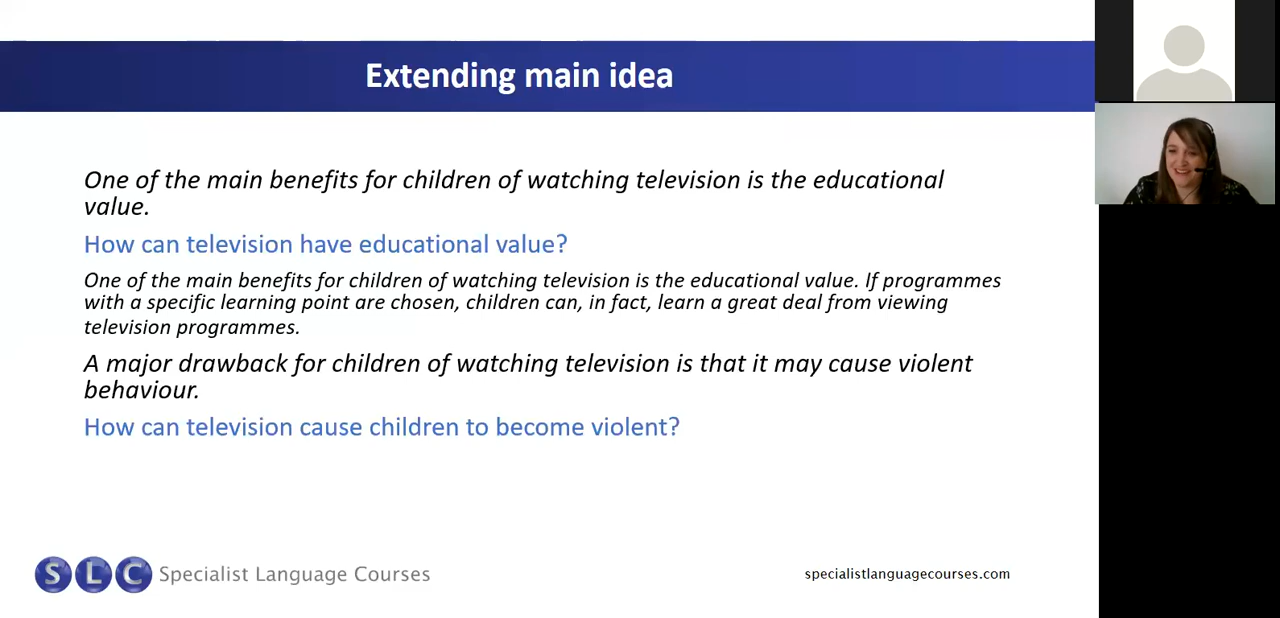 Extending main idea
One of the main benefits for children of watching television is the educational
value.
How can television have educational value?
One of the main benefits for children of watching television is the educational value. If programmes
with a specific learning point are chosen, children can, in fact, learn a great deal from viewing
television programmes.
A major drawback for children of watching television is that it may cause violent
behaviour.
How can television cause children to become violent?
SLC Specialist Language Courses
specialistlanguagecourses.com